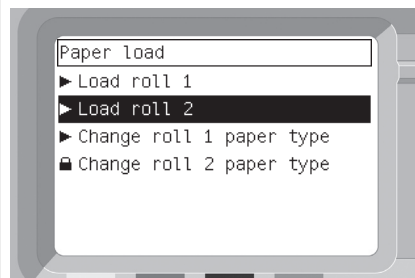 Paper load
Load roll 1
Load roll 2
Change roll 1 paper type
Change roll 2 paper type